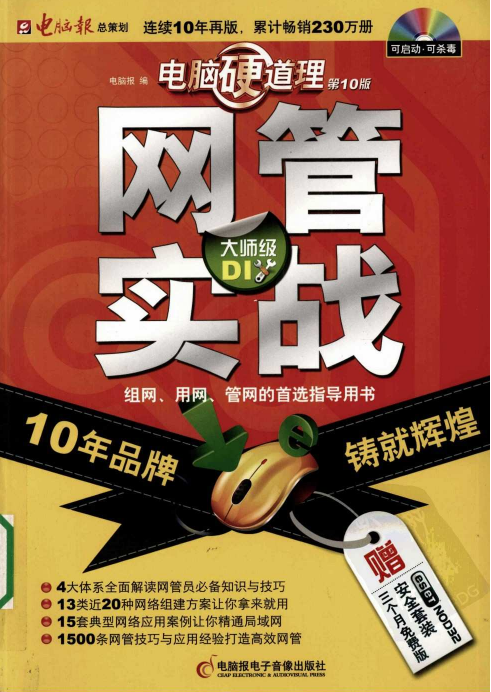 电脑报 总策划 连续10年再版，累计畅销230万册
可启动·可杀毒
电脑报 编
电脑硬道理 第10版
网管
大师级
DIY
实战
组网、用网、管网的首选指导用书
10年品牌
铸就辉煌
赠
eset NOD32
安全套装
三个月免费版
4大体系全面解读网管员必备知识与技巧
13类近20种网络组建方案让你拿来就用
15套典型网络应用案例让你精通局域网
1500条网管技巧与应用经验打造高效网管
电脑报电子音像出版社
CEAP ELECTRONIC & AUDIOVISUAL PRESS